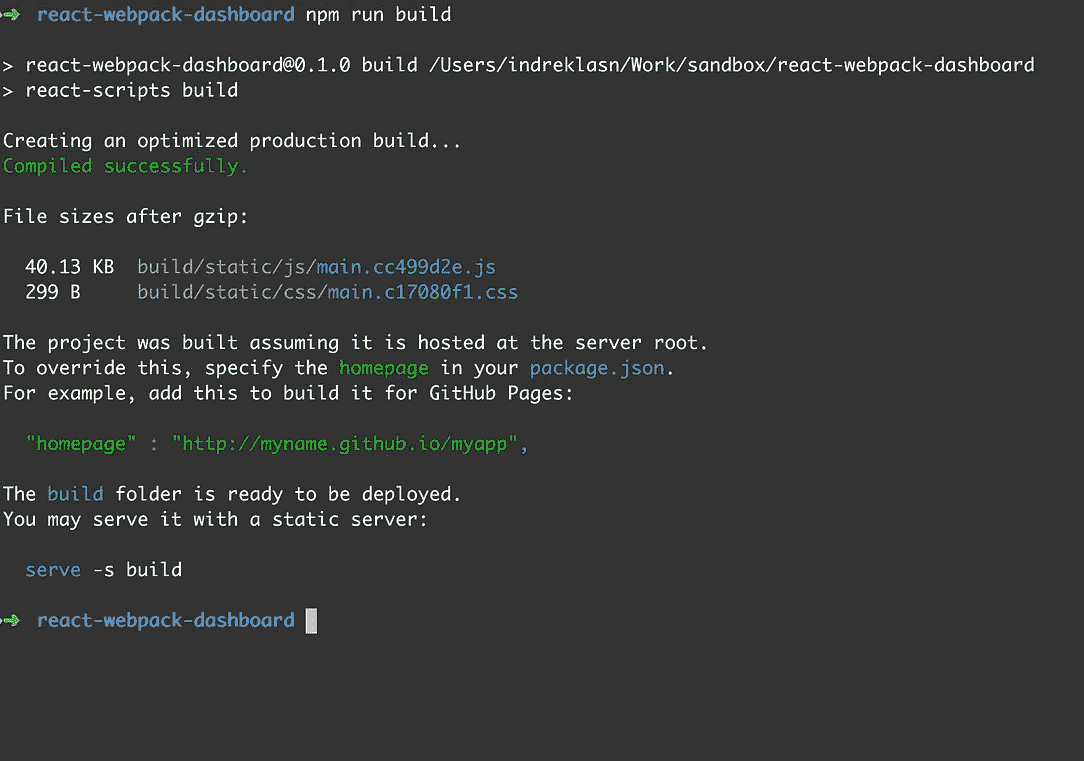 → react-webpack-dashboard npm run build
> react-webpack-dashboard@0.1.0 build /Users/indreklasn/Work/sandbox/react-webpack-dashboard
> react-scripts build
Creating an optimized production build...
Compiled successfully.
File sizes after gzip:
40.13 KB build/static/js/main.cc499d2e.js
299 B build/static/css/main.c17080f1.css
The project was built assuming it is hosted at the server root.
To override this, specify the homepage in your package.json.
For example, add this to build it for GitHub Pages:
"homepage" : "http://myname.github.io/myapp",
The build folder is ready to be deployed.
You may serve it with a static server:
serve -s build
→ react-webpack-dashboard